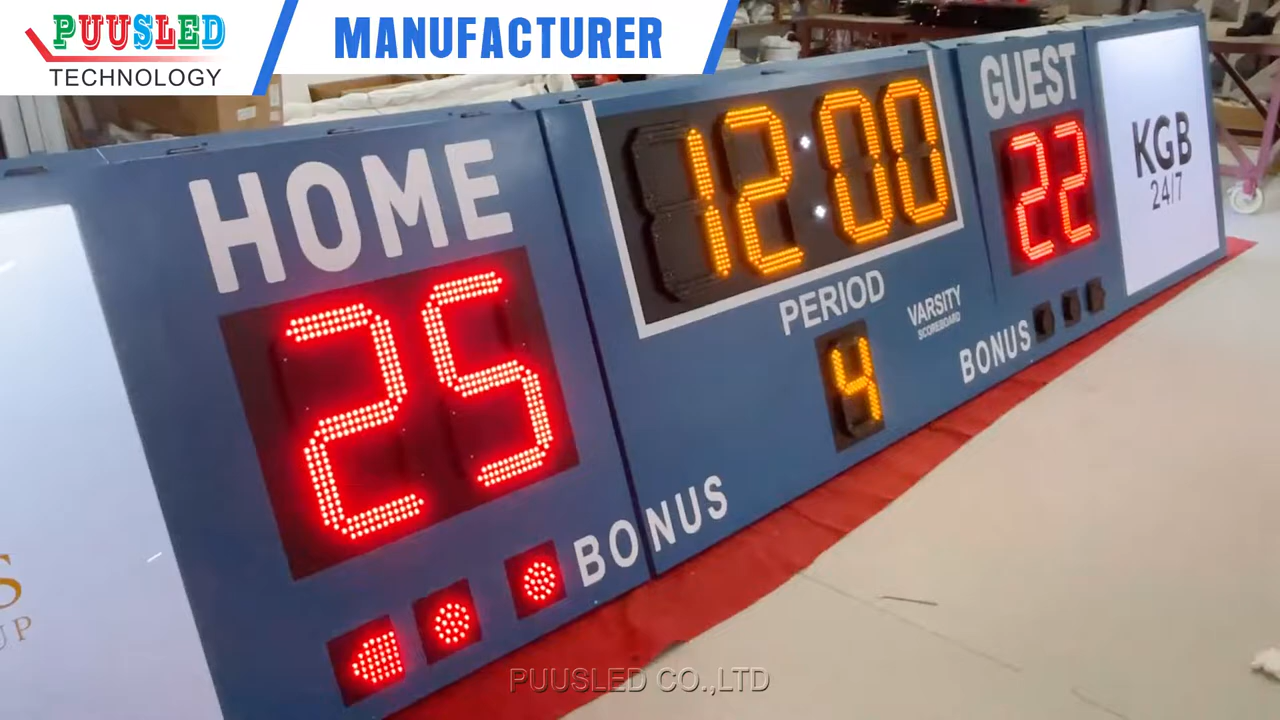 PUUSLED
TECHNOLOGY
MANUFACTURER
HOME
25
BONUS
12:00
PERIOD
4
VARSITY
SCOREBOARD
GUEST
22
BONUS
KGB
24/7
PUUSLED CO.,LTD